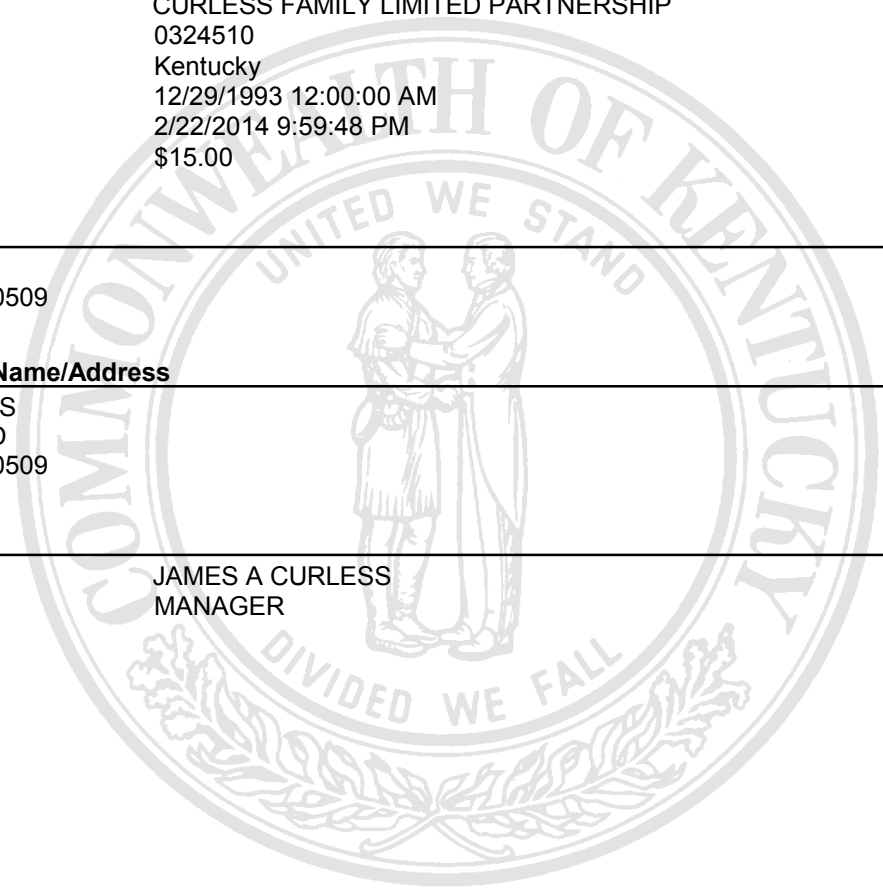 CURLESS FAMILY LIMITED PARTNERSHIP
0324510
Kentucky
12/29/1993 12:00:00 AM
2/22/2014 9:59:48 PM
$15.00
COMMONWEALTH OF KENTUCKY
UNITED WE STAND
0509
Name/Address
S
D
0509
JAMES A CURLESS
MANAGER
DIVIDED WE FALL